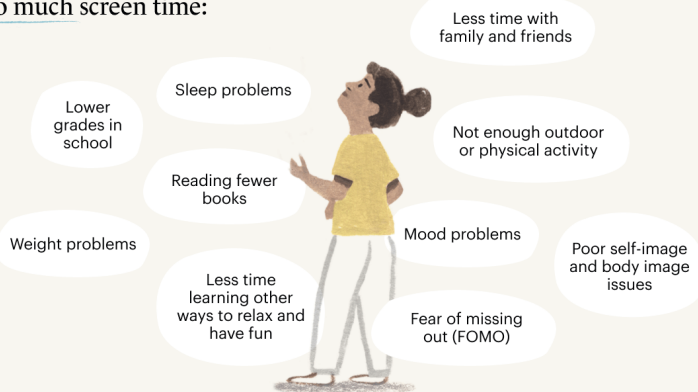 much screen time:
Less time with
family and friends
Sleep problems
Lower
grades in
school
Not enough outdoor
or physical activity
Reading fewer
books
Weight problems
Mood problems
Poor self-image
and body image
issues
Less time
learning other
ways to relax and
have fun
Fear of missing
out (FOMO)